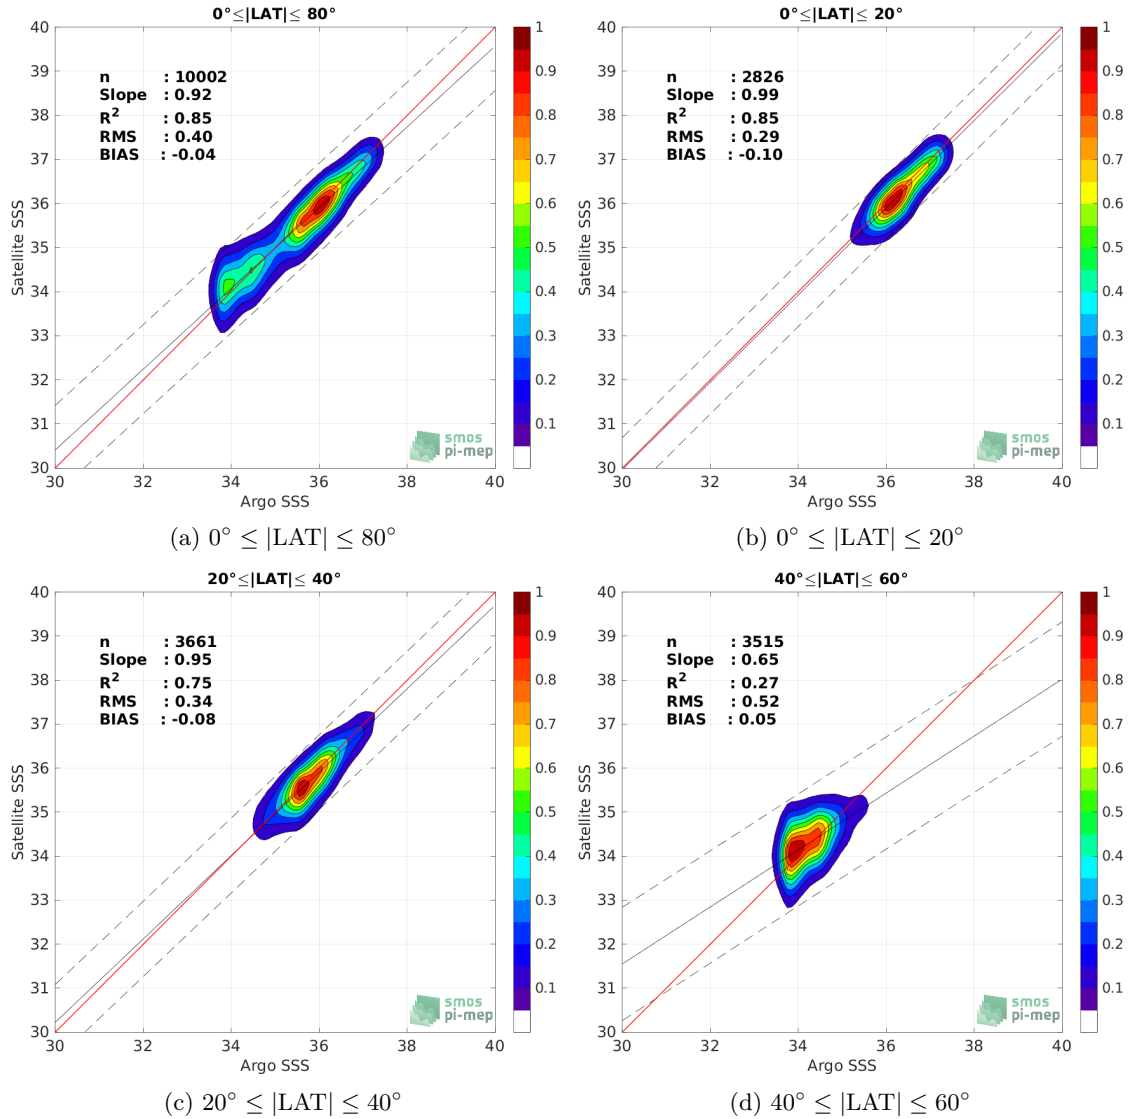 0°≤|LAT|≤ 80°
40
39
38
37
36
35
34
33
32
31
30
Satellite SSS
n : 10002
Slope : 0.92
R² : 0.85
RMS : 0.40
BIAS : -0.04
smos
pi-mep
30 32 34 36 38 40
Argo SSS
1
0.9
0.8
0.7
0.6
0.5
0.4
0.3
0.2
0.1
(a) 0° ≤ |LAT| ≤ 80°
0°≤|LAT|≤ 20°
40
39
38
37
36
35
34
33
32
31
30
Satellite SSS
n : 2826
Slope : 0.99
R² : 0.85
RMS : 0.29
BIAS : -0.10
smos
pi-mep
30 32 34 36 38 40
Argo SSS
1
0.9
0.8
0.7
0.6
0.5
0.4
0.3
0.2
0.1
(b) 0° ≤ |LAT| ≤ 20°
20°≤|LAT|≤ 40°
40
39
38
37
36
35
34
33
32
31
30
Satellite SSS
n : 3661
Slope : 0.95
R² : 0.75
RMS : 0.34
BIAS : -0.08
smos
pi-mep
30 32 34 36 38 40
Argo SSS
1
0.9
0.8
0.7
0.6
0.5
0.4
0.3
0.2
0.1
(c) 20° ≤ |LAT| ≤ 40°
40°≤|LAT|≤ 60°
40
39
38
37
36
35
34
33
32
31
30
Satellite SSS
n : 3515
Slope : 0.65
R² : 0.27
RMS : 0.52
BIAS : 0.05
smos
pi-mep
30 32 34 36 38 40
Argo SSS
1
0.9
0.8
0.7
0.6
0.5
0.4
0.3
0.2
0.1
(d) 40° ≤ |LAT| ≤ 60°